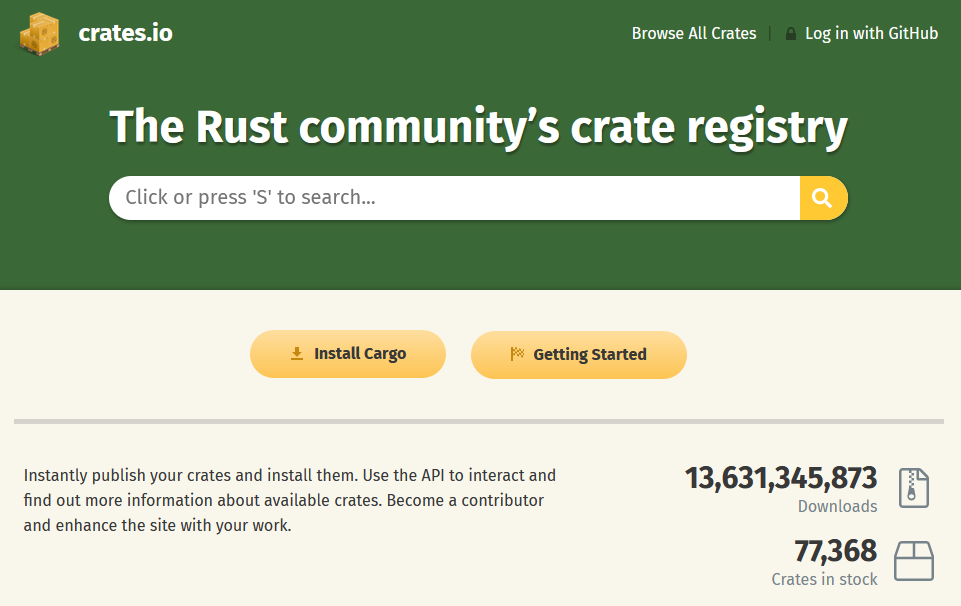 crates.io
Browse All Crates | Log in with GitHub
The Rust community’s crate registry
Click or press 'S' to search...
Install Cargo
Getting Started
Instantly publish your crates and install them. Use the API to interact and
find out more information about available crates. Become a contributor
and enhance the site with your work.
13,631,345,873
Downloads
77,368
Crates in stock